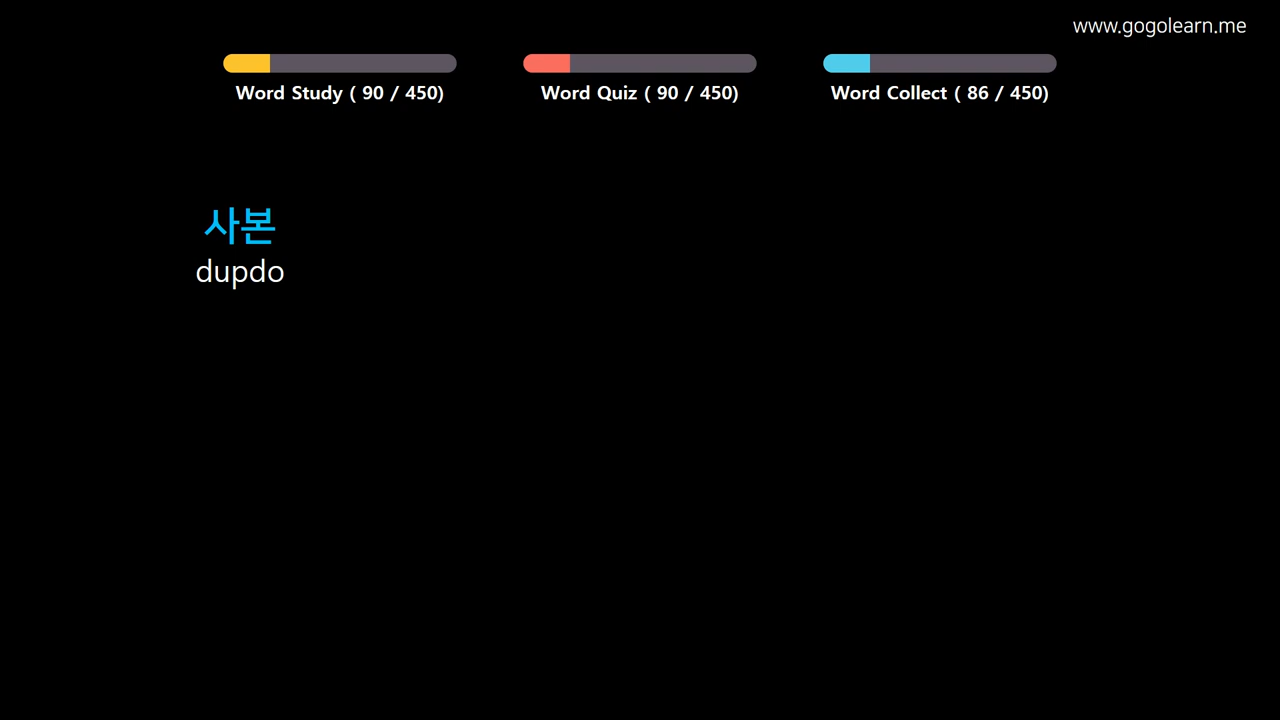 www.gogolearn.me
Word Study ( 90 / 450)
Word Quiz ( 90 / 450)
Word Collect ( 86 / 450)
사본
dupdo